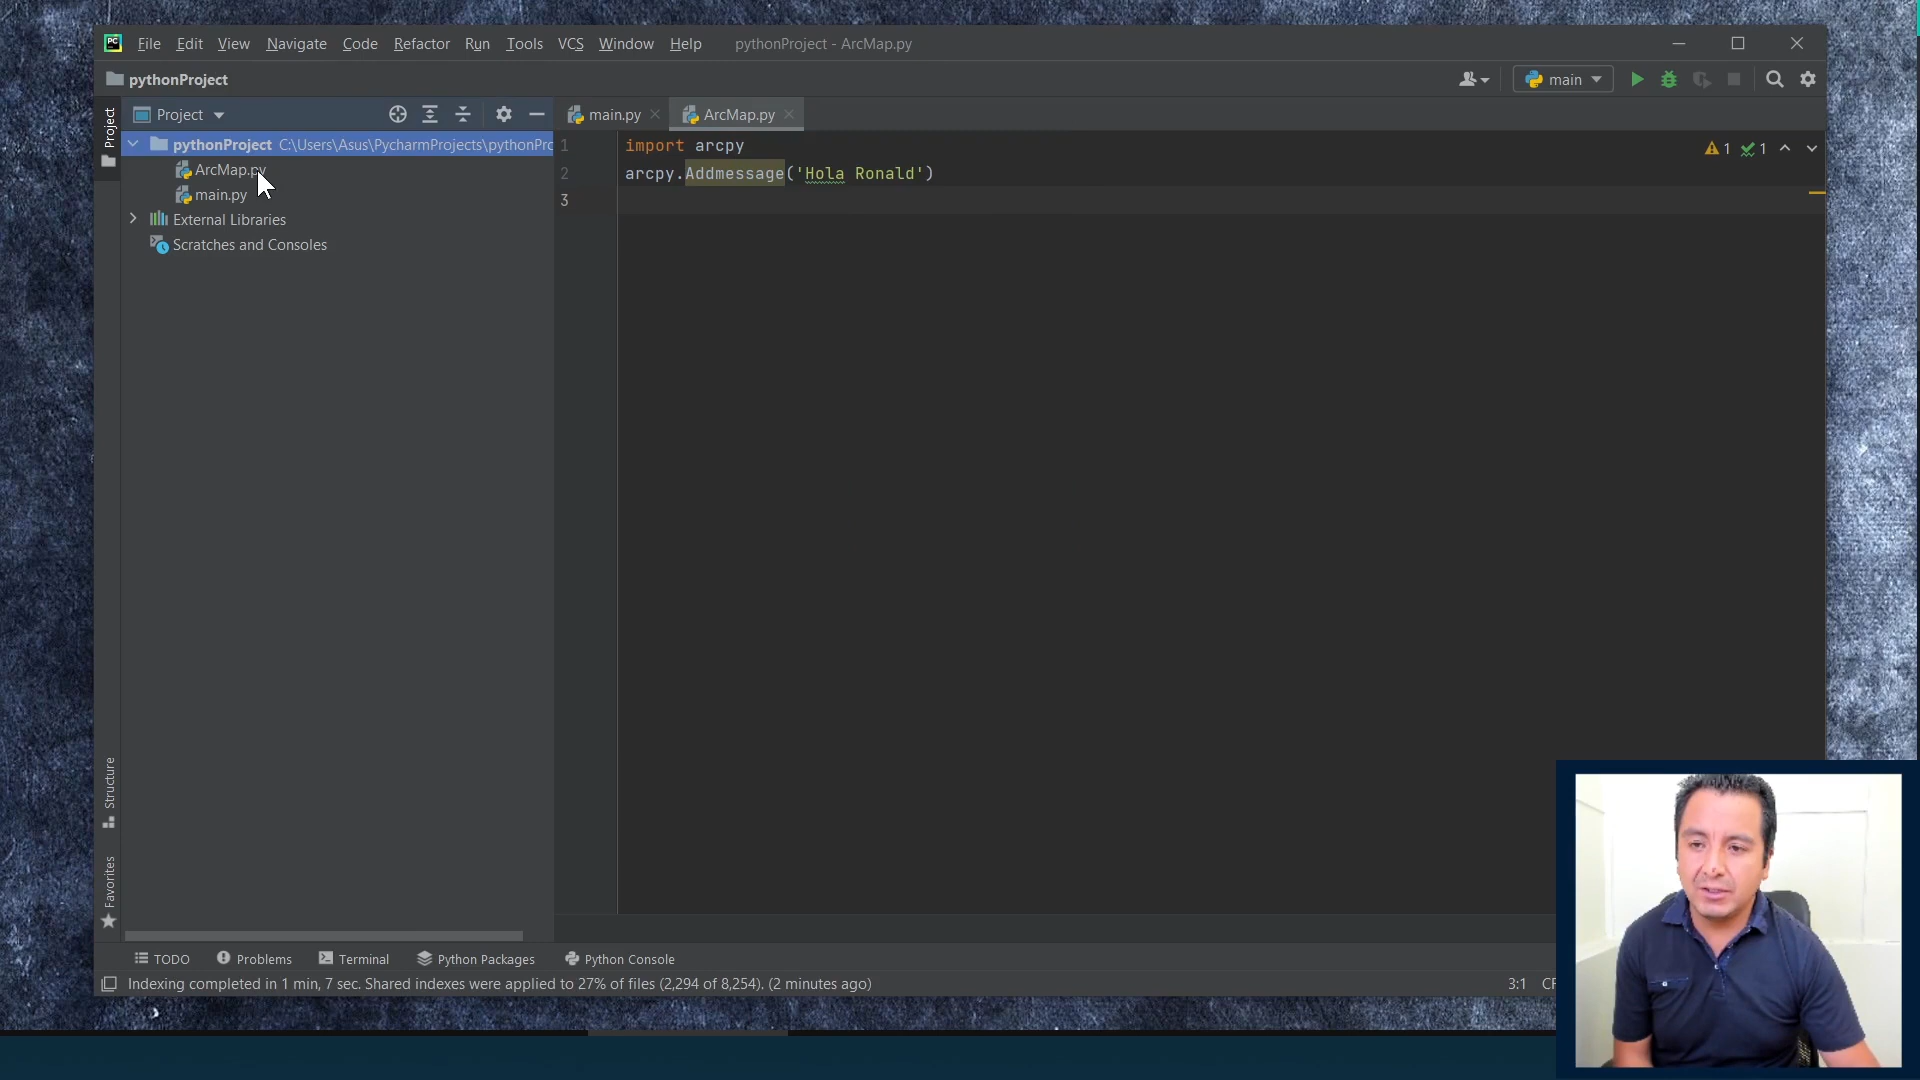 PC File Edit View Navigate Code Refactor Run Tools VCS Window Help pythonProject - ArcMap.py
pythonProject
main
Project
Project
main.py
ArcMap.py
pythonProject C:\Users\Asus\PycharmProjects\pythonPro
ArcMap.py
main.py
External Libraries
Scratches and Consoles
1 import arcpy
2 arcpy.Addmessage('Hola Ronald')
3
1 1
Structure
Favorites
TODO Problems Terminal Python Packages Python Console
Indexing completed in 1 min, 7 sec. Shared indexes were applied to 27% of files (2,294 of 8,254). (2 minutes ago)
3:1